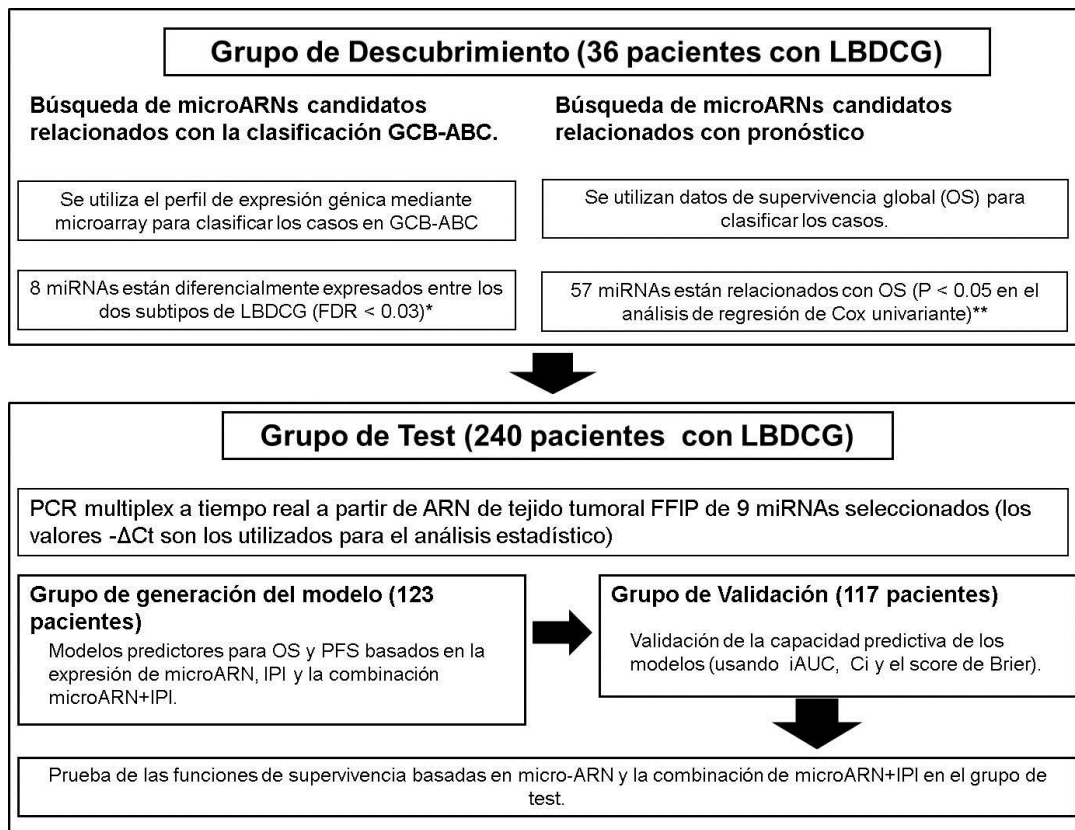 Grupo de Descubrimiento (36 pacientes con LBDCG)
Búsqueda de microARNs candidatos
relacionados con la clasificación GCB-ABC.
Búsqueda de microARNs candidatos
relacionados con pronóstico
Se utiliza el perfil de expresión génica mediante
microarray para clasificar los casos en GCB-ABC
Se utilizan datos de supervivencia global (OS) para
clasificar los casos.
8 miRNAs están diferencialmente expresados entre los
dos subtipos de LBDCG (FDR < 0.03)*
57 miRNAs están relacionados con OS (P < 0.05 en el
análisis de regresión de Cox univariante)**
Grupo de Test (240 pacientes con LBDCG)
PCR multiplex a tiempo real a partir de ARN de tejido tumoral FFIP de 9 miRNAs seleccionados (los
valores -ΔCt son los utilizados para el análisis estadístico)
Grupo de generación del modelo (123
pacientes)
Modelos predictores para OS y PFS basados en la
expresión de microARN, IPI y la combinación
microARN+IPI.
Grupo de Validación (117 pacientes)
Validación de la capacidad predictiva de los
modelos (usando iAUC, Ci y el score de Brier).
Prueba de las funciones de supervivencia basadas en micro-ARN y la combinación de microARN+IPI en el grupo de
test.